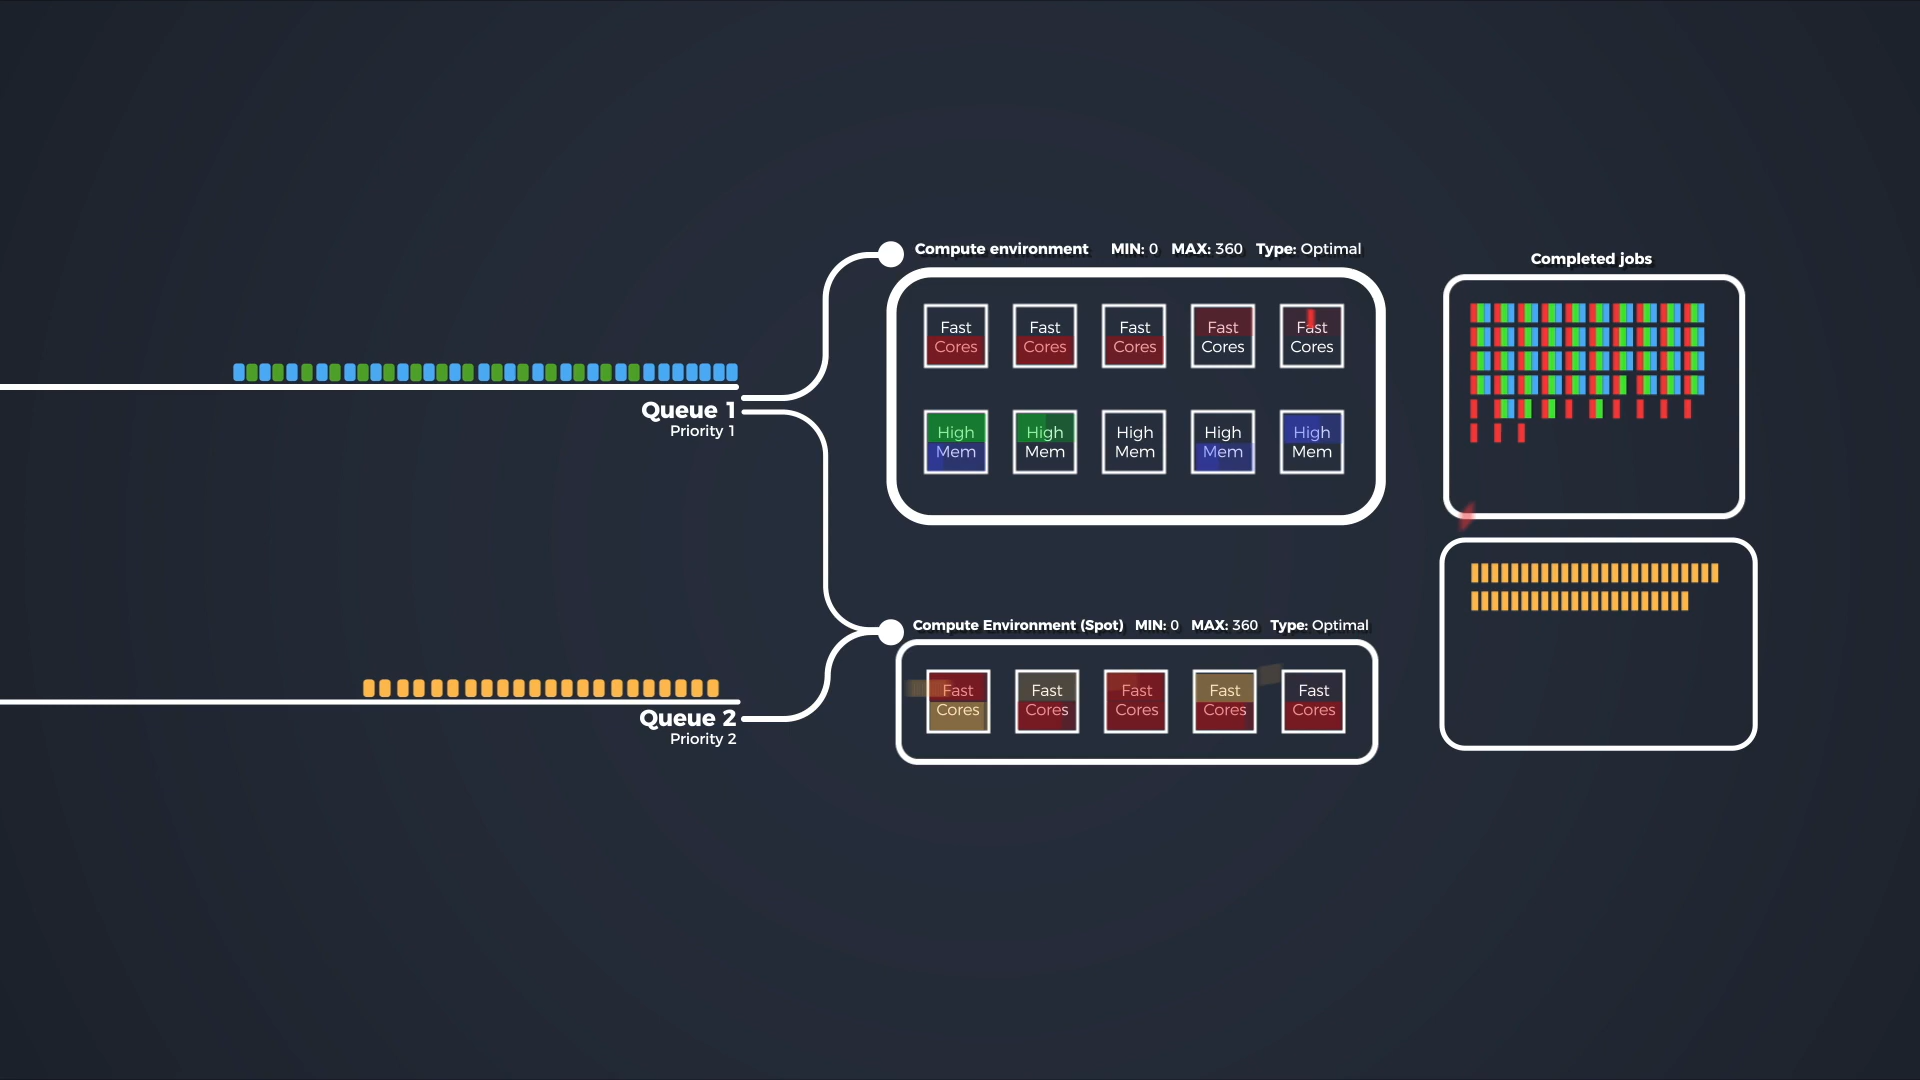 Compute environment MIN: 0 MAX: 360 Type: Optimal
Completed jobs
Fast Cores
Fast Cores
Fast Cores
Fast Cores
Fast Cores
High Mem
High Mem
High Mem
High Mem
High Mem
Queue 1
Priority 1
Compute Environment (Spot) MIN: 0 MAX: 360 Type: Optimal
Fast Cores
Fast Cores
Fast Cores
Fast Cores
Fast Cores
Queue 2
Priority 2